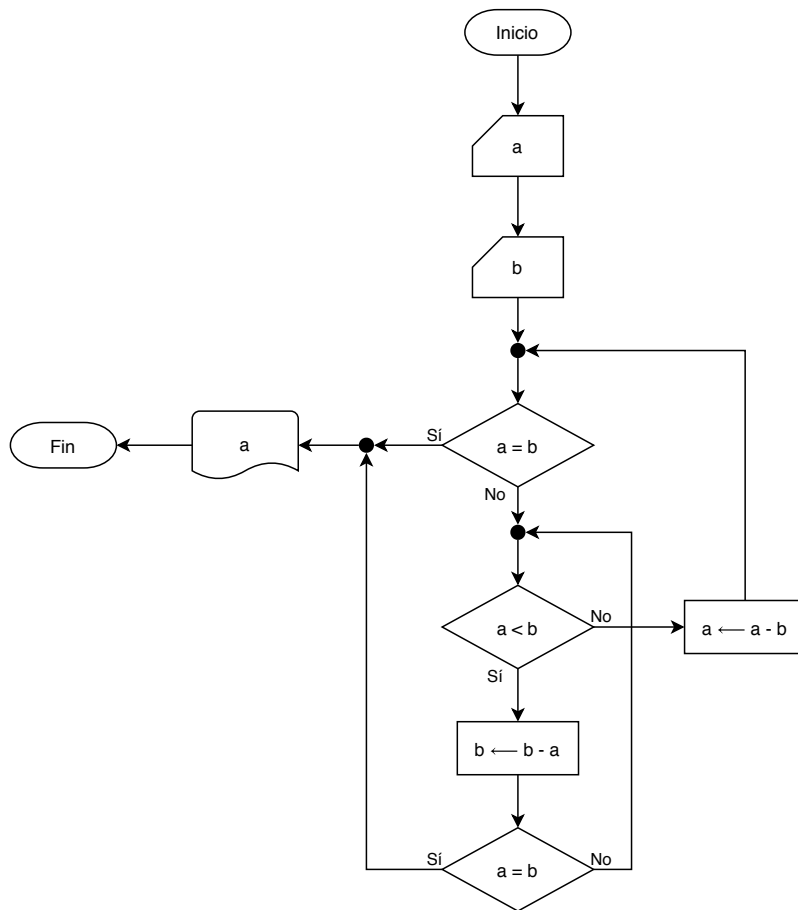 Inicio
a
b
a = b
Sí
No
a
Fin
a < b
No
Sí
a ⟵ a - b
b ⟵ b - a
a = b
Sí
No